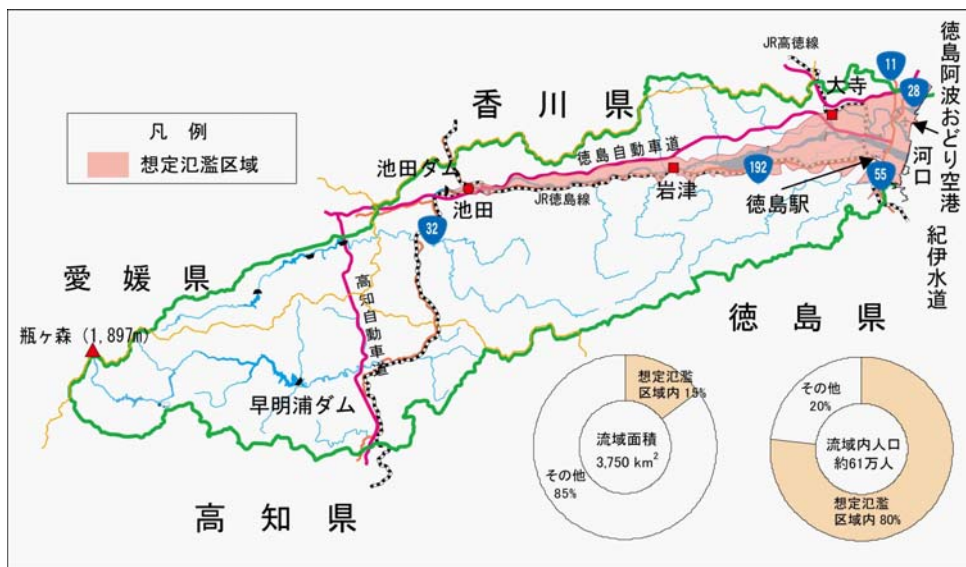 JR高徳線
11
28
徳島阿波おどり空港
大寺
香川県
凡 例
想定氾濫区域
河口
徳島自動車道
池田ダム
192
岩津
55
池田
JR徳島線
徳島駅
32
紀伊水道
愛媛県
高知自動車道
徳島県
瓶ヶ森 (1,897m)
早明浦ダム
高知県
想定氾濫
区域内 15%
流域面積
3,750 km²
その他
85%
その他
20%
流域内人口
約61万人
想定氾濫
区域内 80%